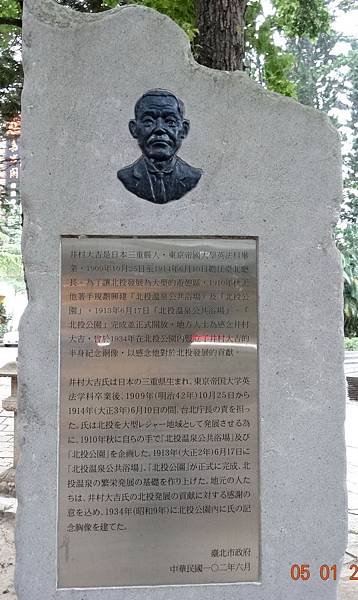 井村大吉是日本三重縣人，東京帝國大學英法科畢
業，1909年10月25日至1914年6月10日擔任臺北廳
長。為了讓北投發展為大型的遊憩區，1910年秋天
他著手規劃興建「北投溫泉公共浴場」及「北投公
園」，1913年6月17日「北投溫泉公共浴場」、「
北投公園」完成並正式開放。地方人士為感念井村
大吉，曾於1934年在北投公園內豎立了井村大吉的
半身紀念銅像，以感念他對於北投發展的貢獻。
井村大吉氏は日本の三重県生まれ。東京帝国大学英
法学科卒業後、1909年(明治42年)10月25日から
1914年(大正3年)6月10日の間、台北庁長の責を担っ
た。氏は北投を大型レジャー地域として発展させる為
に、1910年秋に自らの手で「北投温泉公共浴場」及び
「北投公園」を企画した。1913年(大正2年)6月17に
「北投温泉公共浴場」、「北投公園」が正式に完成、北
投温泉の繁栄発展の基礎を作り上げた。地元の人た
ちは、井村大吉氏の北投発展の貢献に対する感謝の
意を込め、1934年(昭和9年)に北投公園内に氏の記
念胸像を建てた。
臺北市政府
中華民國一〇二年六月
05 01 2